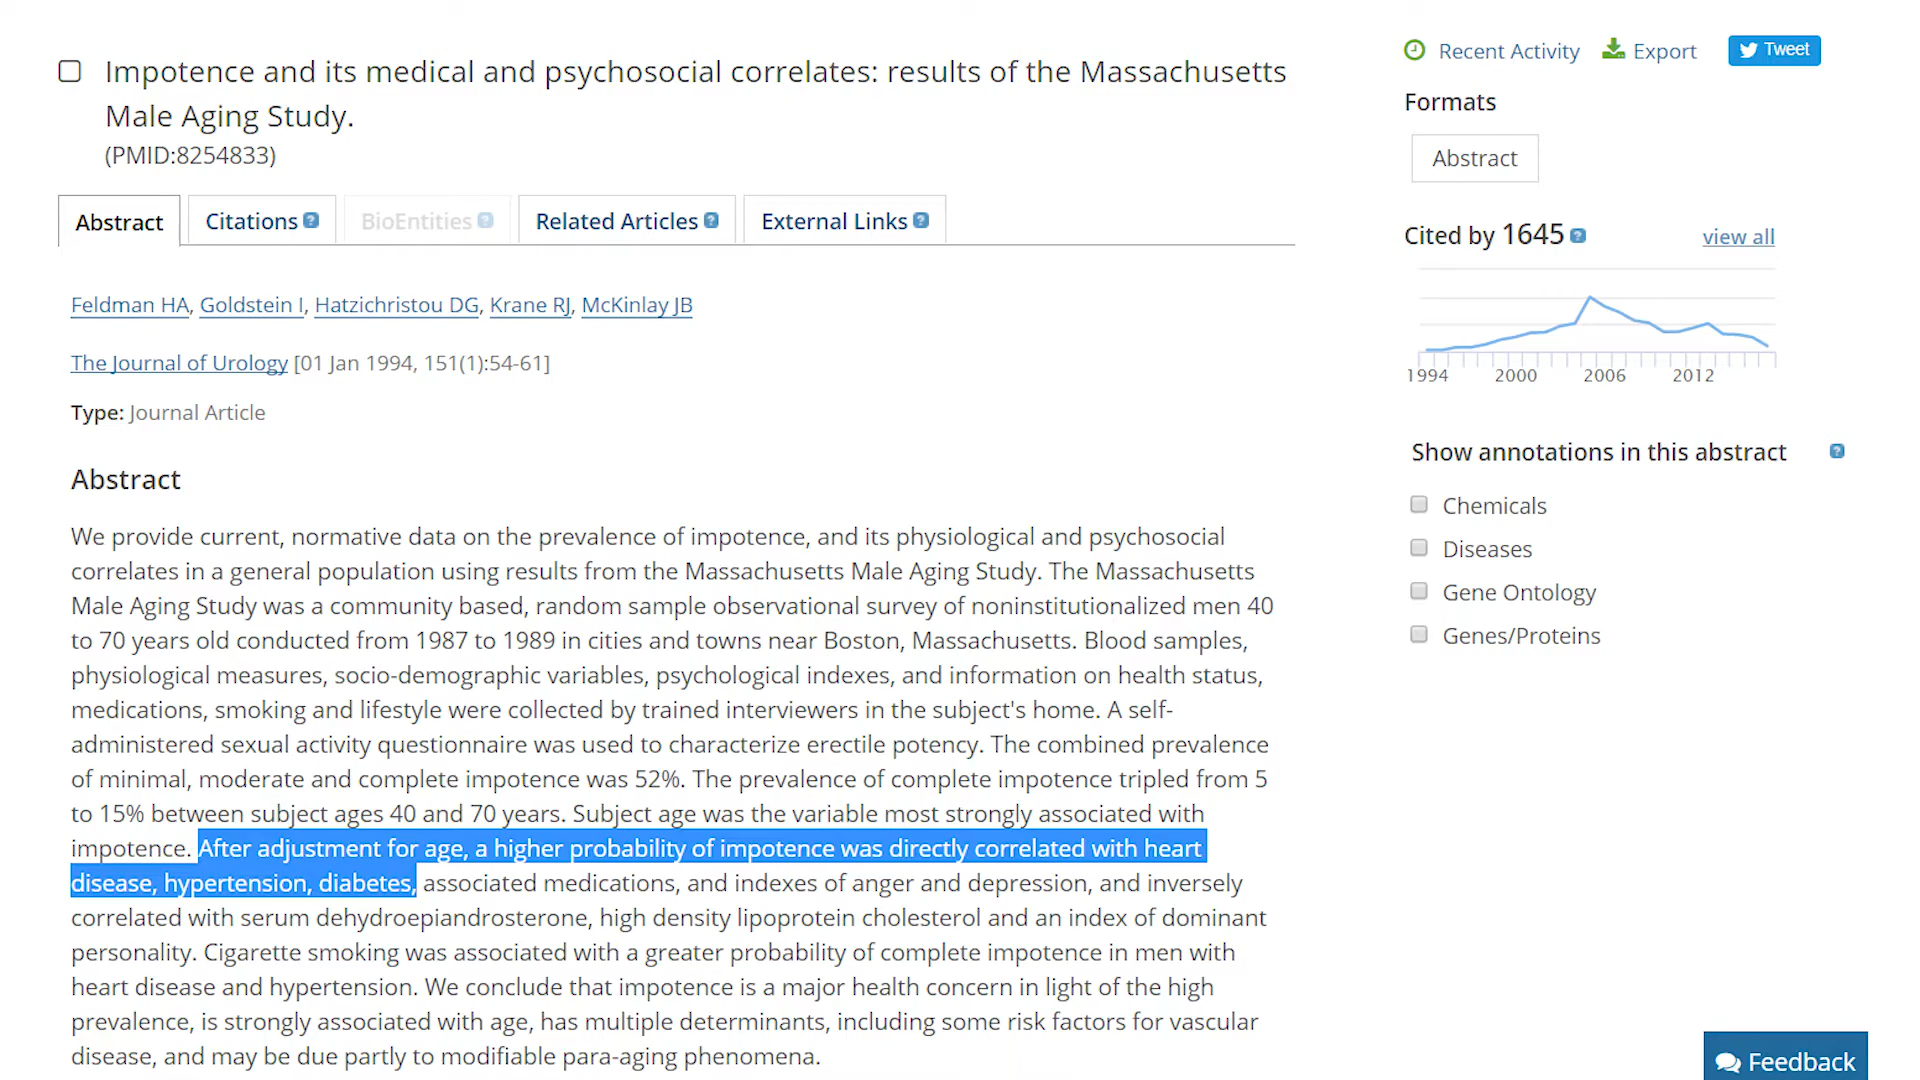 Impotence and its medical and psychosocial correlates: results of the Massachusetts
Male Aging Study.
(PMID:8254833)
Abstract
Citations
BioEntities
Related Articles
External Links
Feldman HA, Goldstein I, Hatzichristou DG, Krane RJ, McKinlay JB
The Journal of Urology [01 Jan 1994, 151(1):54-61]
Type: Journal Article
Abstract
We provide current, normative data on the prevalence of impotence, and its physiological and psychosocial
correlates in a general population using results from the Massachusetts Male Aging Study. The Massachusetts
Male Aging Study was a community based, random sample observational survey of noninstitutionalized men 40
to 70 years old conducted from 1987 to 1989 in cities and towns near Boston, Massachusetts. Blood samples,
physiological measures, socio-demographic variables, psychological indexes, and information on health status,
medications, smoking and lifestyle were collected by trained interviewers in the subject's home. A self-
administered sexual activity questionnaire was used to characterize erectile potency. The combined prevalence
of minimal, moderate and complete impotence was 52%. The prevalence of complete impotence tripled from 5
to 15% between subject ages 40 and 70 years. Subject age was the variable most strongly associated with
impotence. After adjustment for age, a higher probability of impotence was directly correlated with heart
disease, hypertension, diabetes, associated medications, and indexes of anger and depression, and inversely
correlated with serum dehydroepiandrosterone, high density lipoprotein cholesterol and an index of dominant
personality. Cigarette smoking was associated with a greater probability of complete impotence in men with
heart disease and hypertension. We conclude that impotence is a major health concern in light of the high
prevalence, is strongly associated with age, has multiple determinants, including some risk factors for vascular
disease, and may be due partly to modifiable para-aging phenomena.
Recent Activity
Export
Tweet
Formats
Abstract
Cited by 1645 ?
view all
1994 2000 2006 2012
Show annotations in this abstract ?
Chemicals
Diseases
Gene Ontology
Genes/Proteins
Feedback